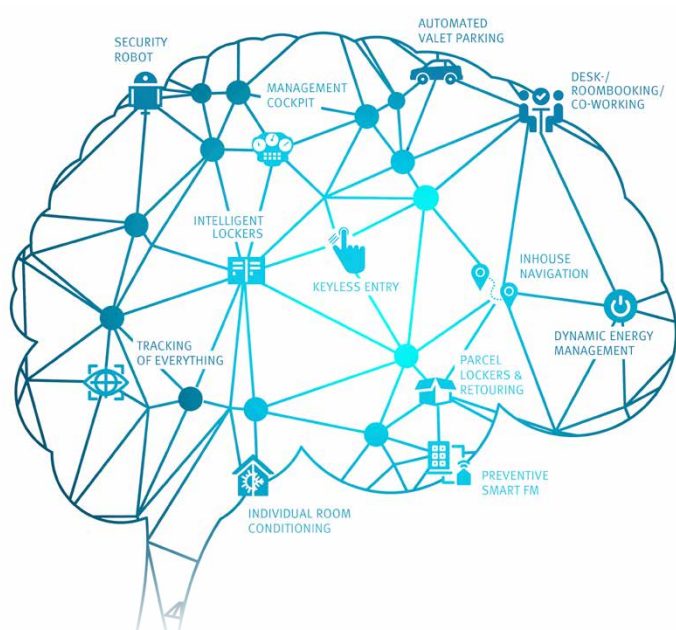 AUTOMATED
VALET PARKING
SECURITY
ROBOT
DESK-/
ROOMBOOKING/
CO-WORKING
MANAGEMENT
COCKPIT
INTELLIGENT
LOCKERS
INHOUSE
NAVIGATION
KEYLESS ENTRY
DYNAMIC ENERGY
MANAGEMENT
TRACKING
OF EVERYTHING
PARCEL
LOCKERS &
RETOURING
PREVENTIVE
SMART FM
INDIVIDUAL ROOM
CONDITIONING